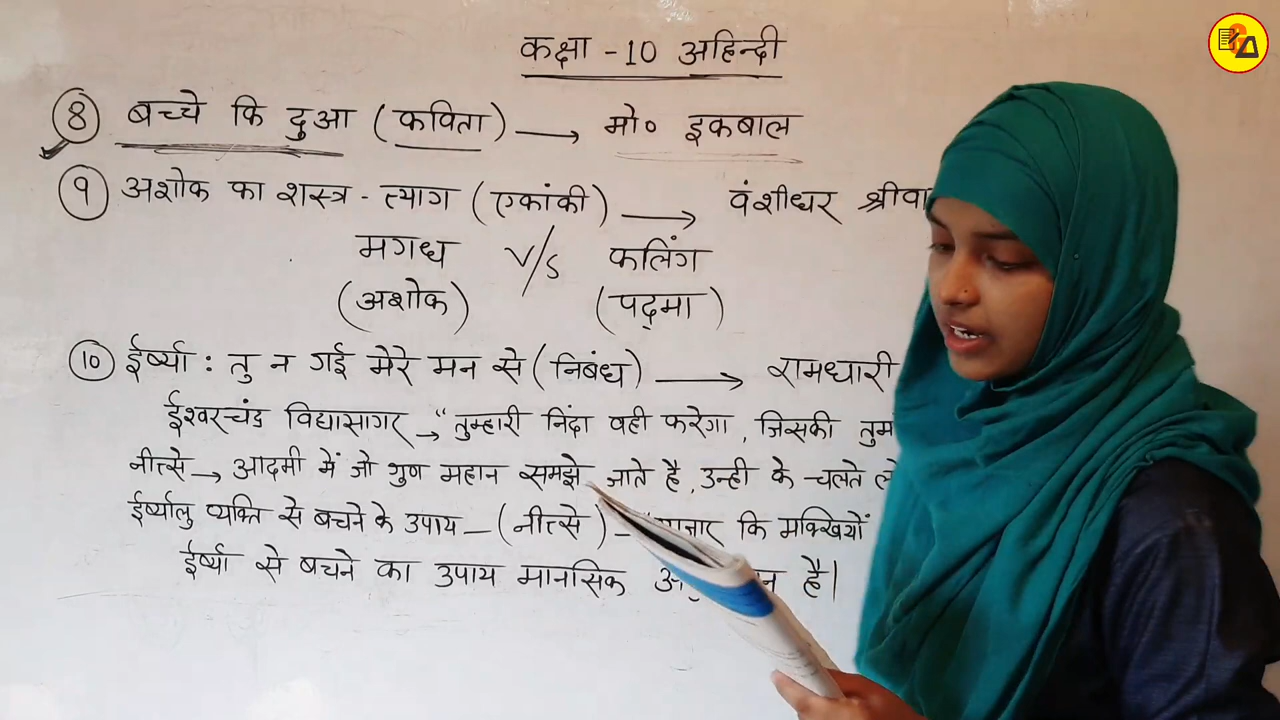 कक्षा - 10 अहिन्दी
8 बच्चे कि दुआ (कविता) → मो० इकबाल
9 अशोक का शस्त्र - त्याग (एकांकी) → वंशीधर
मगध V/S कलिंग
(अशोक) (पद्मा)
10 ईर्ष्या : तु न गई मेरे मन से (निबंध) → रामधारी
ईश्वरचंद्र विद्यासागर → "तुम्हारी निंदा वही करेगा, जिसकी
नीत्से → आदमी में जो गुण महान समझे जाते है, उन्ही के चलते
ईर्ष्यालु व्यक्ति से बचने के उपाय - (नीत्से) - कि मक्खियों
ईर्ष्या से बचने का उपाय मानसिक है।